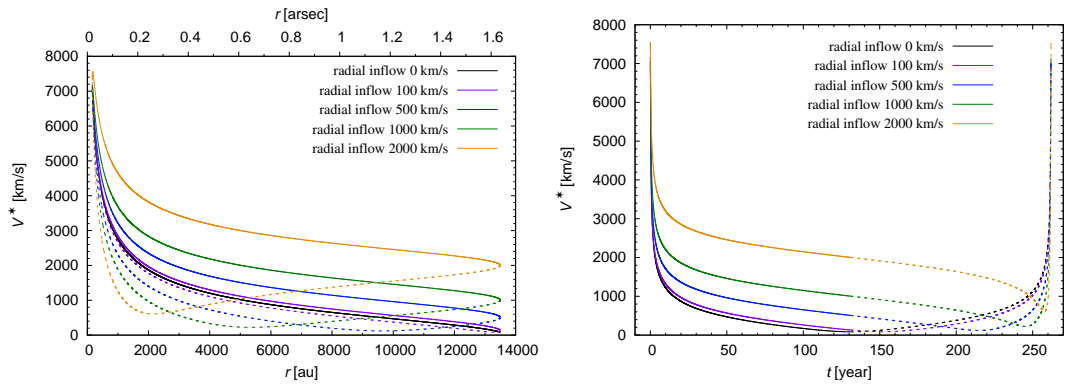 r [arsec]
0 0.2 0.4 0.6 0.8 1 1.2 1.4 1.6
8000
7000
6000
5000
4000
3000
2000
1000
0
V* [km/s]
radial inflow 0 km/s
radial inflow 100 km/s
radial inflow 500 km/s
radial inflow 1000 km/s
radial inflow 2000 km/s
0 2000 4000 6000 8000 10000 12000 14000
r [au]
8000
7000
6000
5000
4000
3000
2000
1000
0
V* [km/s]
radial inflow 0 km/s
radial inflow 100 km/s
radial inflow 500 km/s
radial inflow 1000 km/s
radial inflow 2000 km/s
0 50 100 150 200 250
t [year]